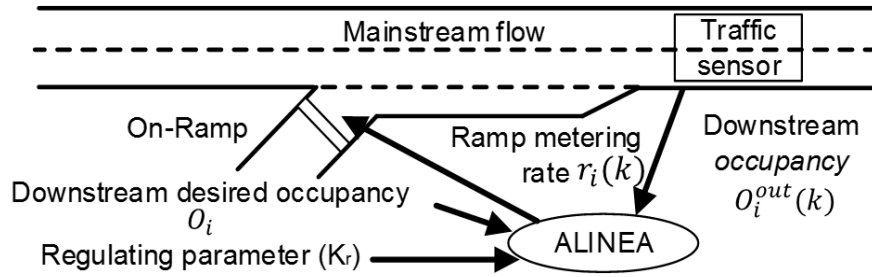 Mainstream flow
Traffic
sensor
On-Ramp
Ramp metering
rate r_i(k)
Downstream
occupancy
O_i^{out}(k)
Downstream desired occupancy
O_i
Regulating parameter (Kᵣ)
ALINEA